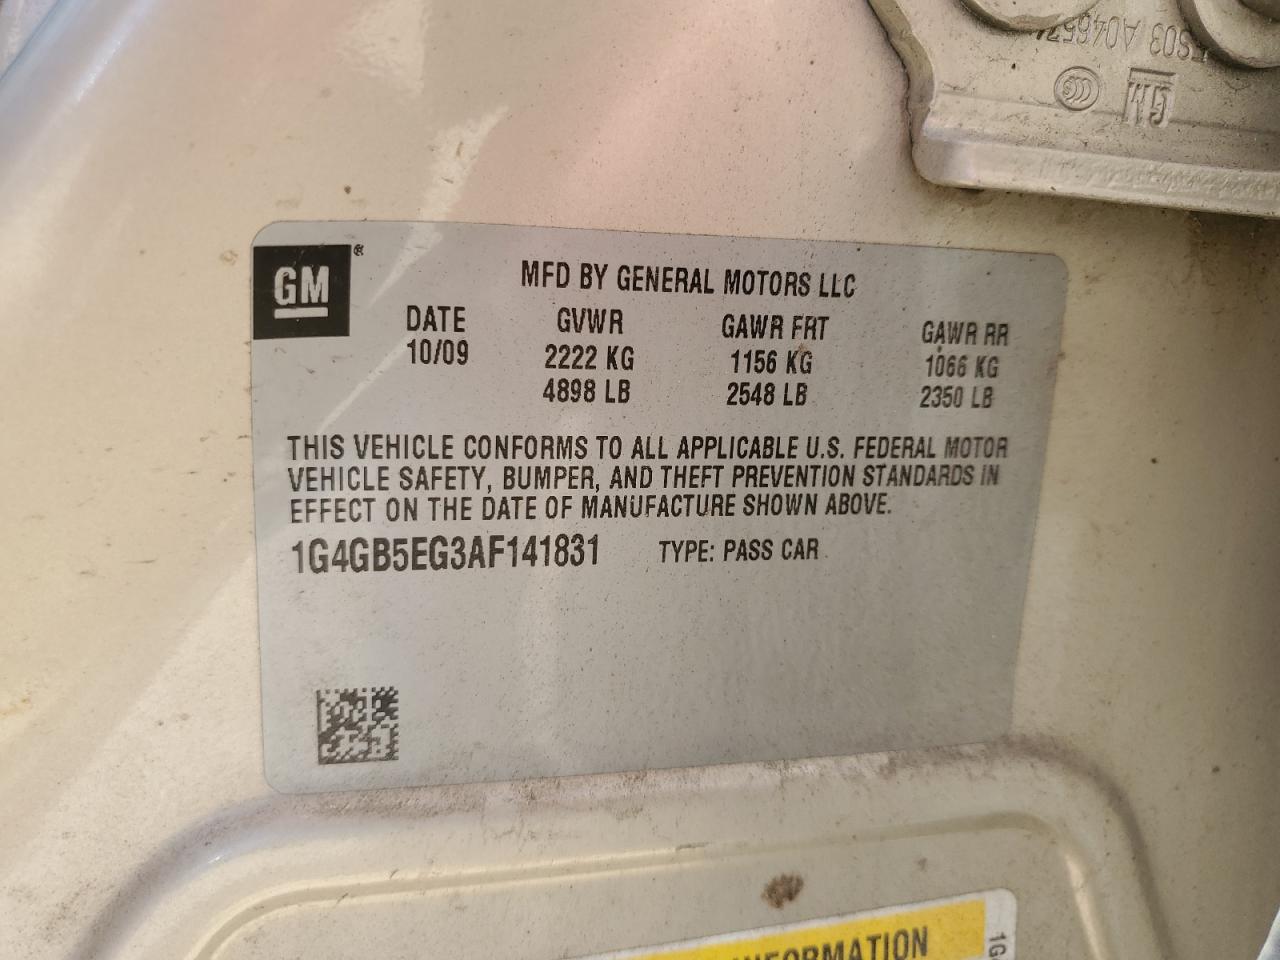 GM
GM ®
MFD BY GENERAL MOTORS LLC
DATE GVWR GAWR FRT GAWR RR
10/09 2222 KG 1156 KG 1066 KG
4898 LB 2548 LB 2350 LB
THIS VEHICLE CONFORMS TO ALL APPLICABLE U.S. FEDERAL MOTOR
VEHICLE SAFETY, BUMPER, AND THEFT PREVENTION STANDARDS IN
EFFECT ON THE DATE OF MANUFACTURE SHOWN ABOVE.
1G4GB5EG3AF141831 TYPE: PASS CAR
INFORMATION